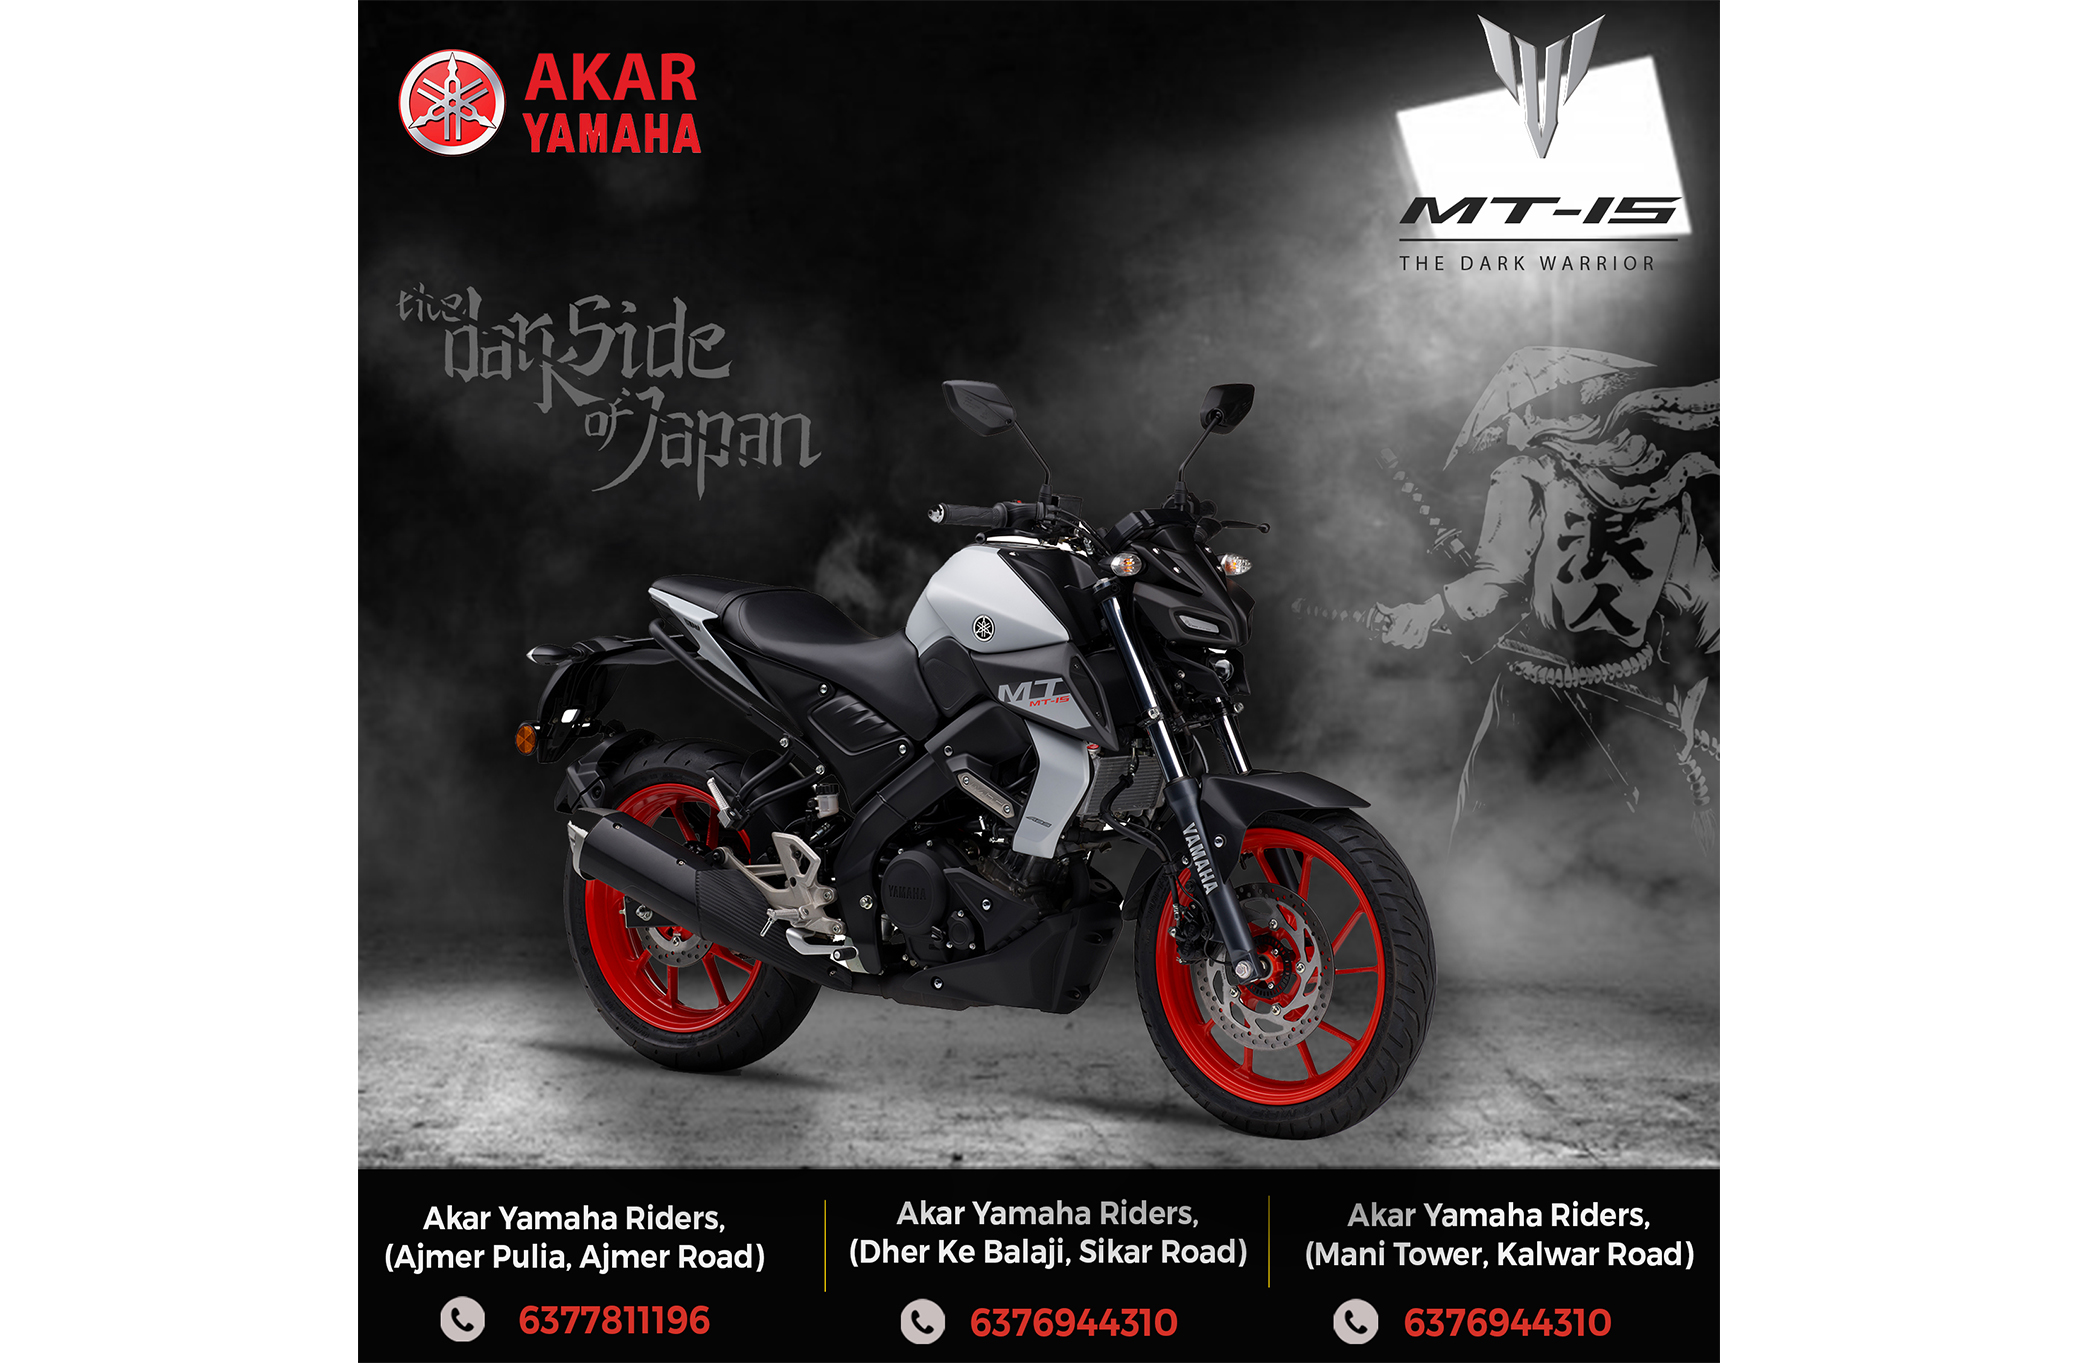 AKAR
YAMAHA
MT-15
THE DARK WARRIOR
the dark Side
of Japan
浪
人
MT
MT-15
YAMAHA
YAMAHA
Akar Yamaha Riders,
(Ajmer Pulia, Ajmer Road)
6377811196
Akar Yamaha Riders,
(Dher Ke Balaji, Sikar Road)
6376944310
Akar Yamaha Riders,
(Mani Tower, Kalwar Road)
6376944310